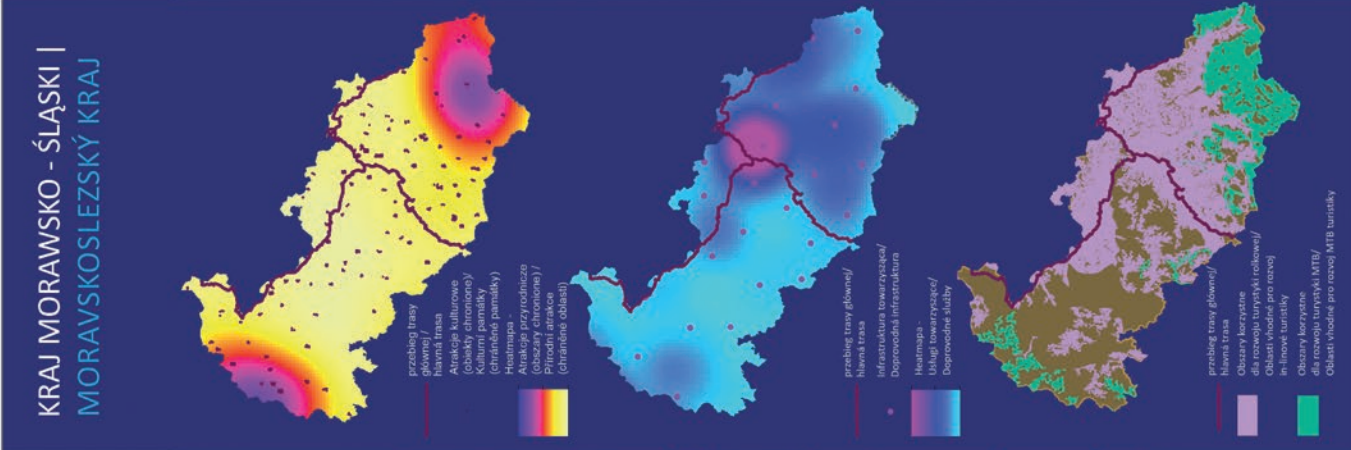 KRAJ MORAWSKO - ŚLĄSKI |
MORAVSKOSLEZSKÝ KRAJ
przebieg trasy
głównej /
hlavná trasa
Atrakcje kulturowe
(obiekty chronione)/
Kulturní památky
(chráněné památky)
Heatmapa -
Atrakcje przyrodnicze
(obszary chronione) /
Přírodní atrakce
(chráněné oblasti)
przebieg trasy głównej/
hlavná trasa
Infrastruktura towarzysząca/
Doprovodná infrastruktura
Heatmapa -
Usługi towarzyszące/
Doprovodné služby
przebieg trasy głównej/
hlavná trasa
Obszary korzystne
dla rozwoju turystyki rolkowej/
Oblasti vhodné pro rozvoj
in-linové turistiky
Obszary korzystne
dla rozwoju turystyki MTB/
Oblasti vhodné pro rozvoj MTB turistiky